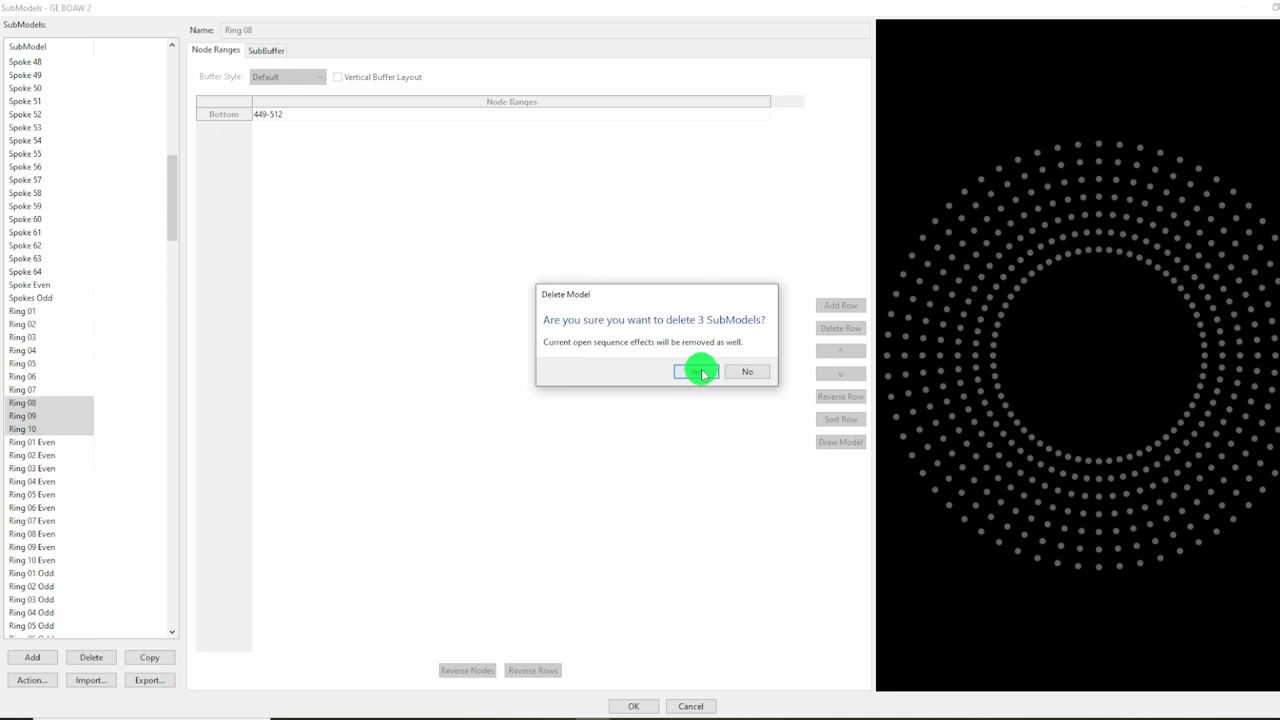 SubModels - GE BOAW 2
SubModels:
SubModel
Spoke 48
Spoke 49
Spoke 50
Spoke 51
Spoke 52
Spoke 53
Spoke 54
Spoke 55
Spoke 56
Spoke 57
Spoke 58
Spoke 59
Spoke 60
Spoke 61
Spoke 62
Spoke 63
Spoke 64
Spoke Even
Spokes Odd
Ring 01
Ring 02
Ring 03
Ring 04
Ring 05
Ring 06
Ring 07
Ring 08
Ring 09
Ring 10
Ring 01 Even
Ring 02 Even
Ring 03 Even
Ring 04 Even
Ring 05 Even
Ring 06 Even
Ring 07 Even
Ring 08 Even
Ring 09 Even
Ring 10 Even
Ring 01 Odd
Ring 02 Odd
Ring 03 Odd
Ring 04 Odd
Ring 05 Odd
Add Delete Copy
Action... Import... Export...
Name: Ring 08
Node Ranges SubBuffer
Buffer Style: Default Vertical Buffer Layout
Node Ranges
Bottom 449-512
Delete Model
Are you sure you want to delete 3 SubModels?
Current open sequence effects will be removed as well.
Yes No
Add Row
Delete Row
^
v
Reverse Row
Sort Row
Draw Model
Reverse Nodes Reverse Rows
OK Cancel